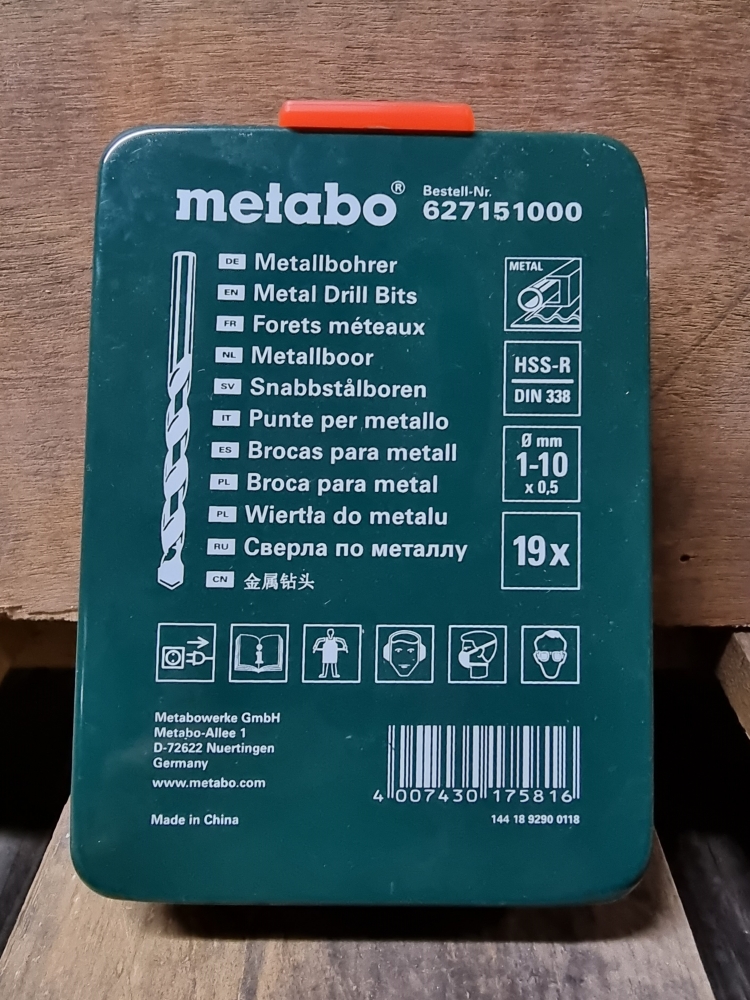 metabo®
Bestell-Nr.
627151000
DE Metallbohrer
EN Metal Drill Bits
FR Forets méteaux
NL Metallboor
SV Snabbstålboren
IT Punte per metallo
ES Brocas para metall
PL Broca para metal
PL Wiertła do metalu
RU Сверла по металлу
CN 金属钻头
METAL
HSS-R
DIN 338
Ø mm
1-10
x 0,5
19x
Metabowerke GmbH
Metabo-Allee 1
D-72622 Nuertingen
Germany
www.metabo.com
Made in China
4 007430 175816
144 18 9290 0118